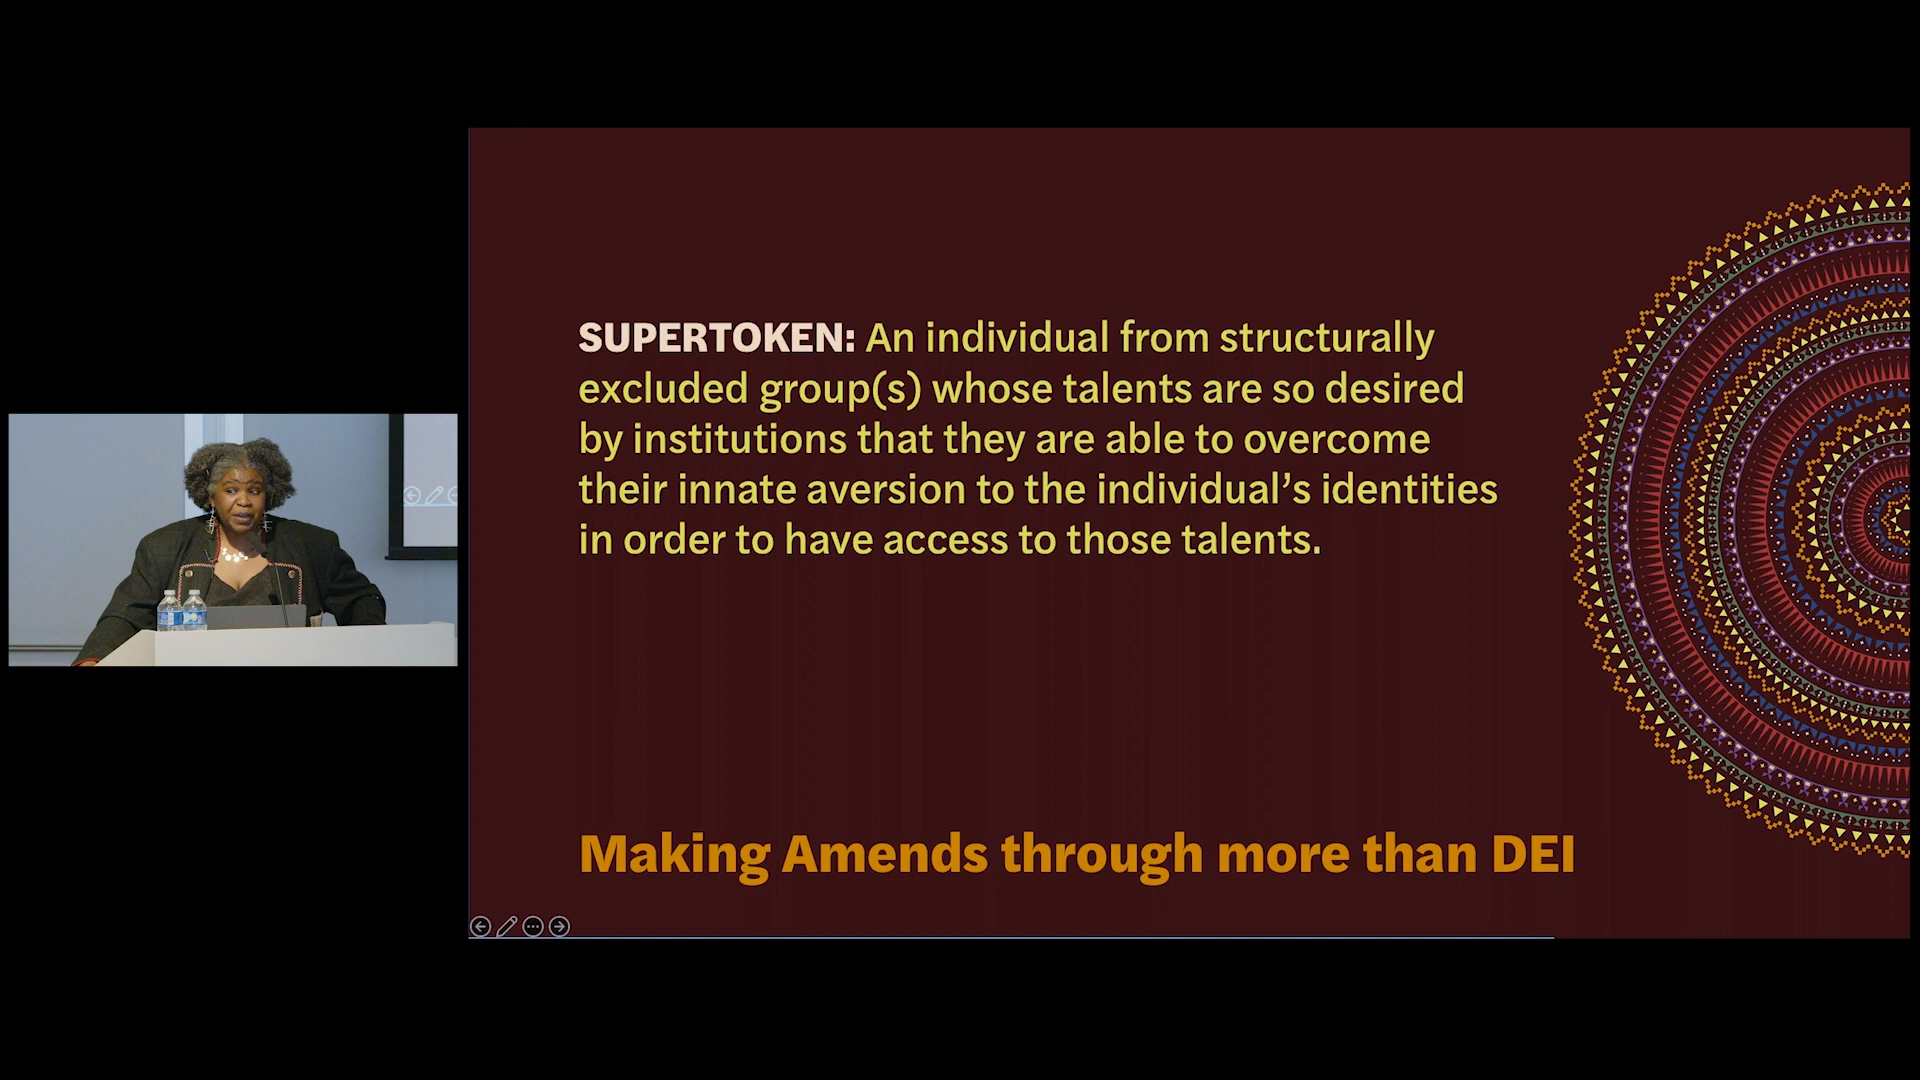 SUPERTOKEN: An individual from structurally
excluded group(s) whose talents are so desired
by institutions that they are able to overcome
their innate aversion to the individual’s identities
in order to have access to those talents.
Making Amends through more than DEI